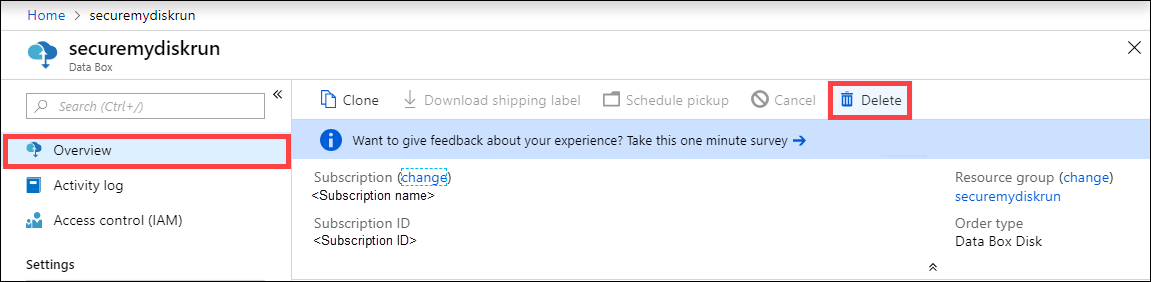 Home > securemydiskrun
securemydiskrun
Data Box
Search (Ctrl+/)
«
Overview
Activity log
Access control (IAM)
Settings
Clone Download shipping label Schedule pickup Cancel Delete
Want to give feedback about your experience? Take this one minute survey →
Subscription (change)
<Subscription name>
Subscription ID
<Subscription ID>
Resource group (change)
securemydiskrun
Order type
Data Box Disk